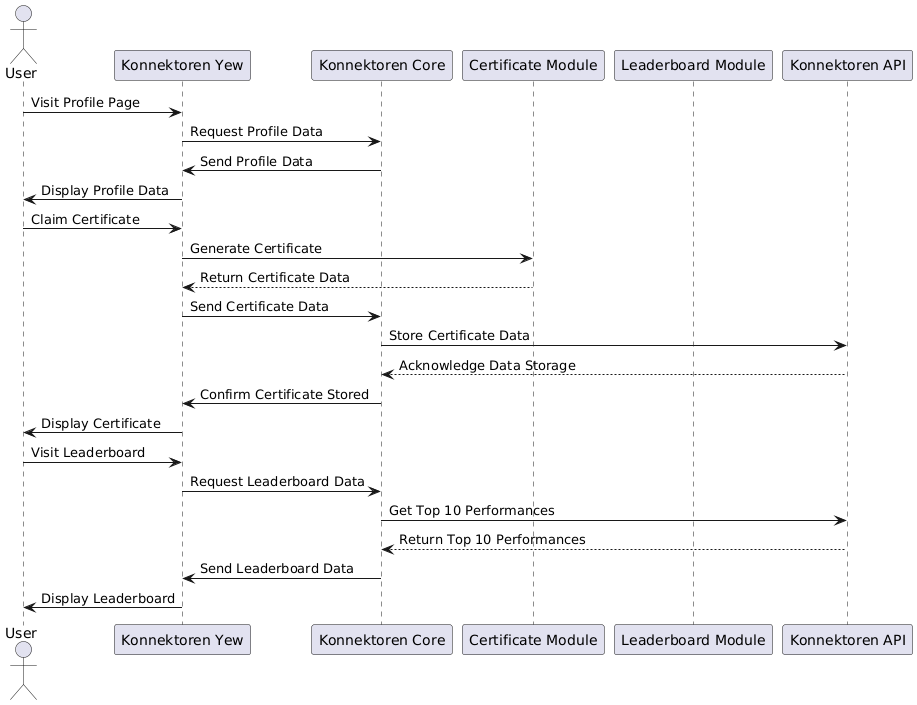 User
Konnektoren Yew
Konnektoren Core
Certificate Module
Leaderboard Module
Konnektoren API
Visit Profile Page
Request Profile Data
Send Profile Data
Display Profile Data
Claim Certificate
Generate Certificate
Return Certificate Data
Send Certificate Data
Store Certificate Data
Acknowledge Data Storage
Confirm Certificate Stored
Display Certificate
Visit Leaderboard
Request Leaderboard Data
Get Top 10 Performances
Return Top 10 Performances
Send Leaderboard Data
Display Leaderboard
User
Konnektoren Yew
Konnektoren Core
Certificate Module
Leaderboard Module
Konnektoren API